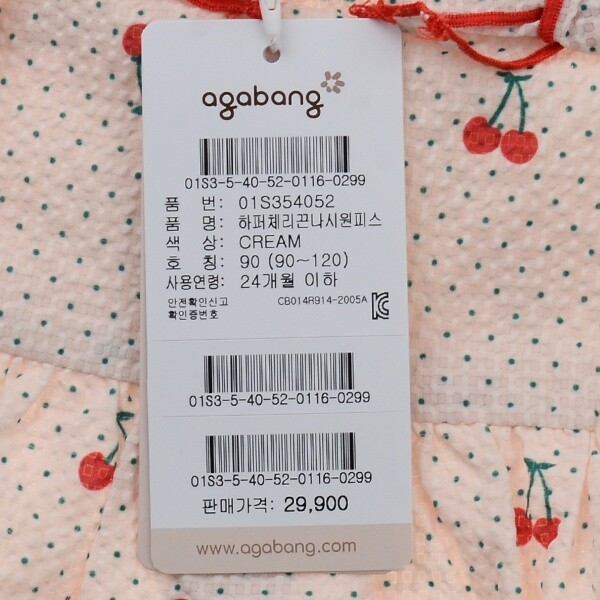 agabang
01S3-5-40-52-0116-0299
품 번: 01S354052
품 명: 하퍼체리끈나시원피스
색 상: CREAM
호 칭: 90 (90~120)
사용연령: 24개월 이하
안전확인신고
확인증번호 CB014R914-2005A
01S3-5-40-52-0116-0299
01S3-5-40-52-0116-0299
판매가격: 29,900
www.agabang.com